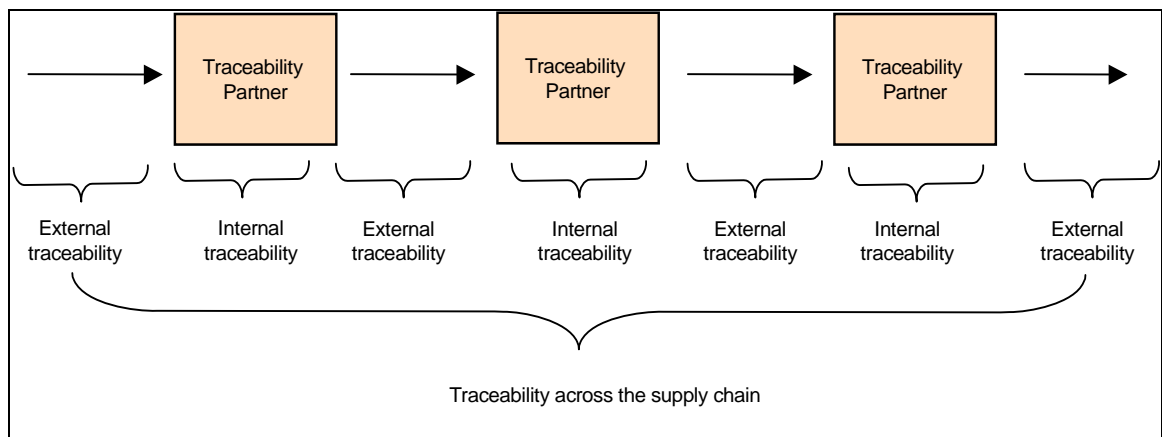 Traceability
Partner
Traceability
Partner
Traceability
Partner
External
traceability
Internal
traceability
External
traceability
Internal
traceability
External
traceability
Internal
traceability
External
traceability
Traceability across the supply chain